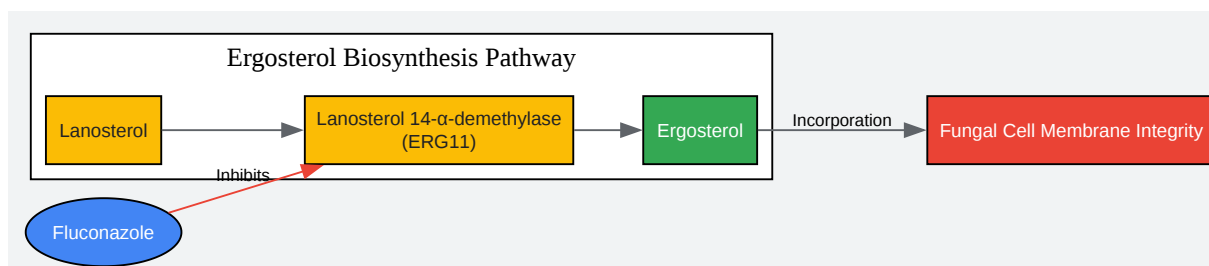 Ergosterol Biosynthesis Pathway
Lanosterol
Lanosterol 14-α-demethylase
(ERG11)
Ergosterol
Incorporation
Fungal Cell Membrane Integrity
Inhibits
Fluconazole